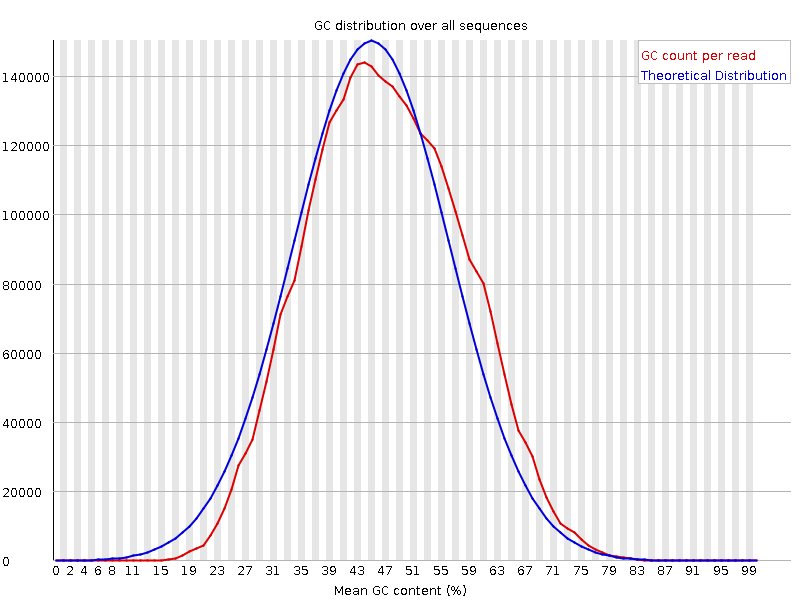 GC distribution over all sequences
GC count per read
Theoretical Distribution
140000
120000
100000
80000
60000
40000
20000
0
0 2 4 6 8 11 15 19 23 27 31 35 39 43 47 51 55 59 63 67 71 75 79 83 87 91 95 99
Mean GC content (%)